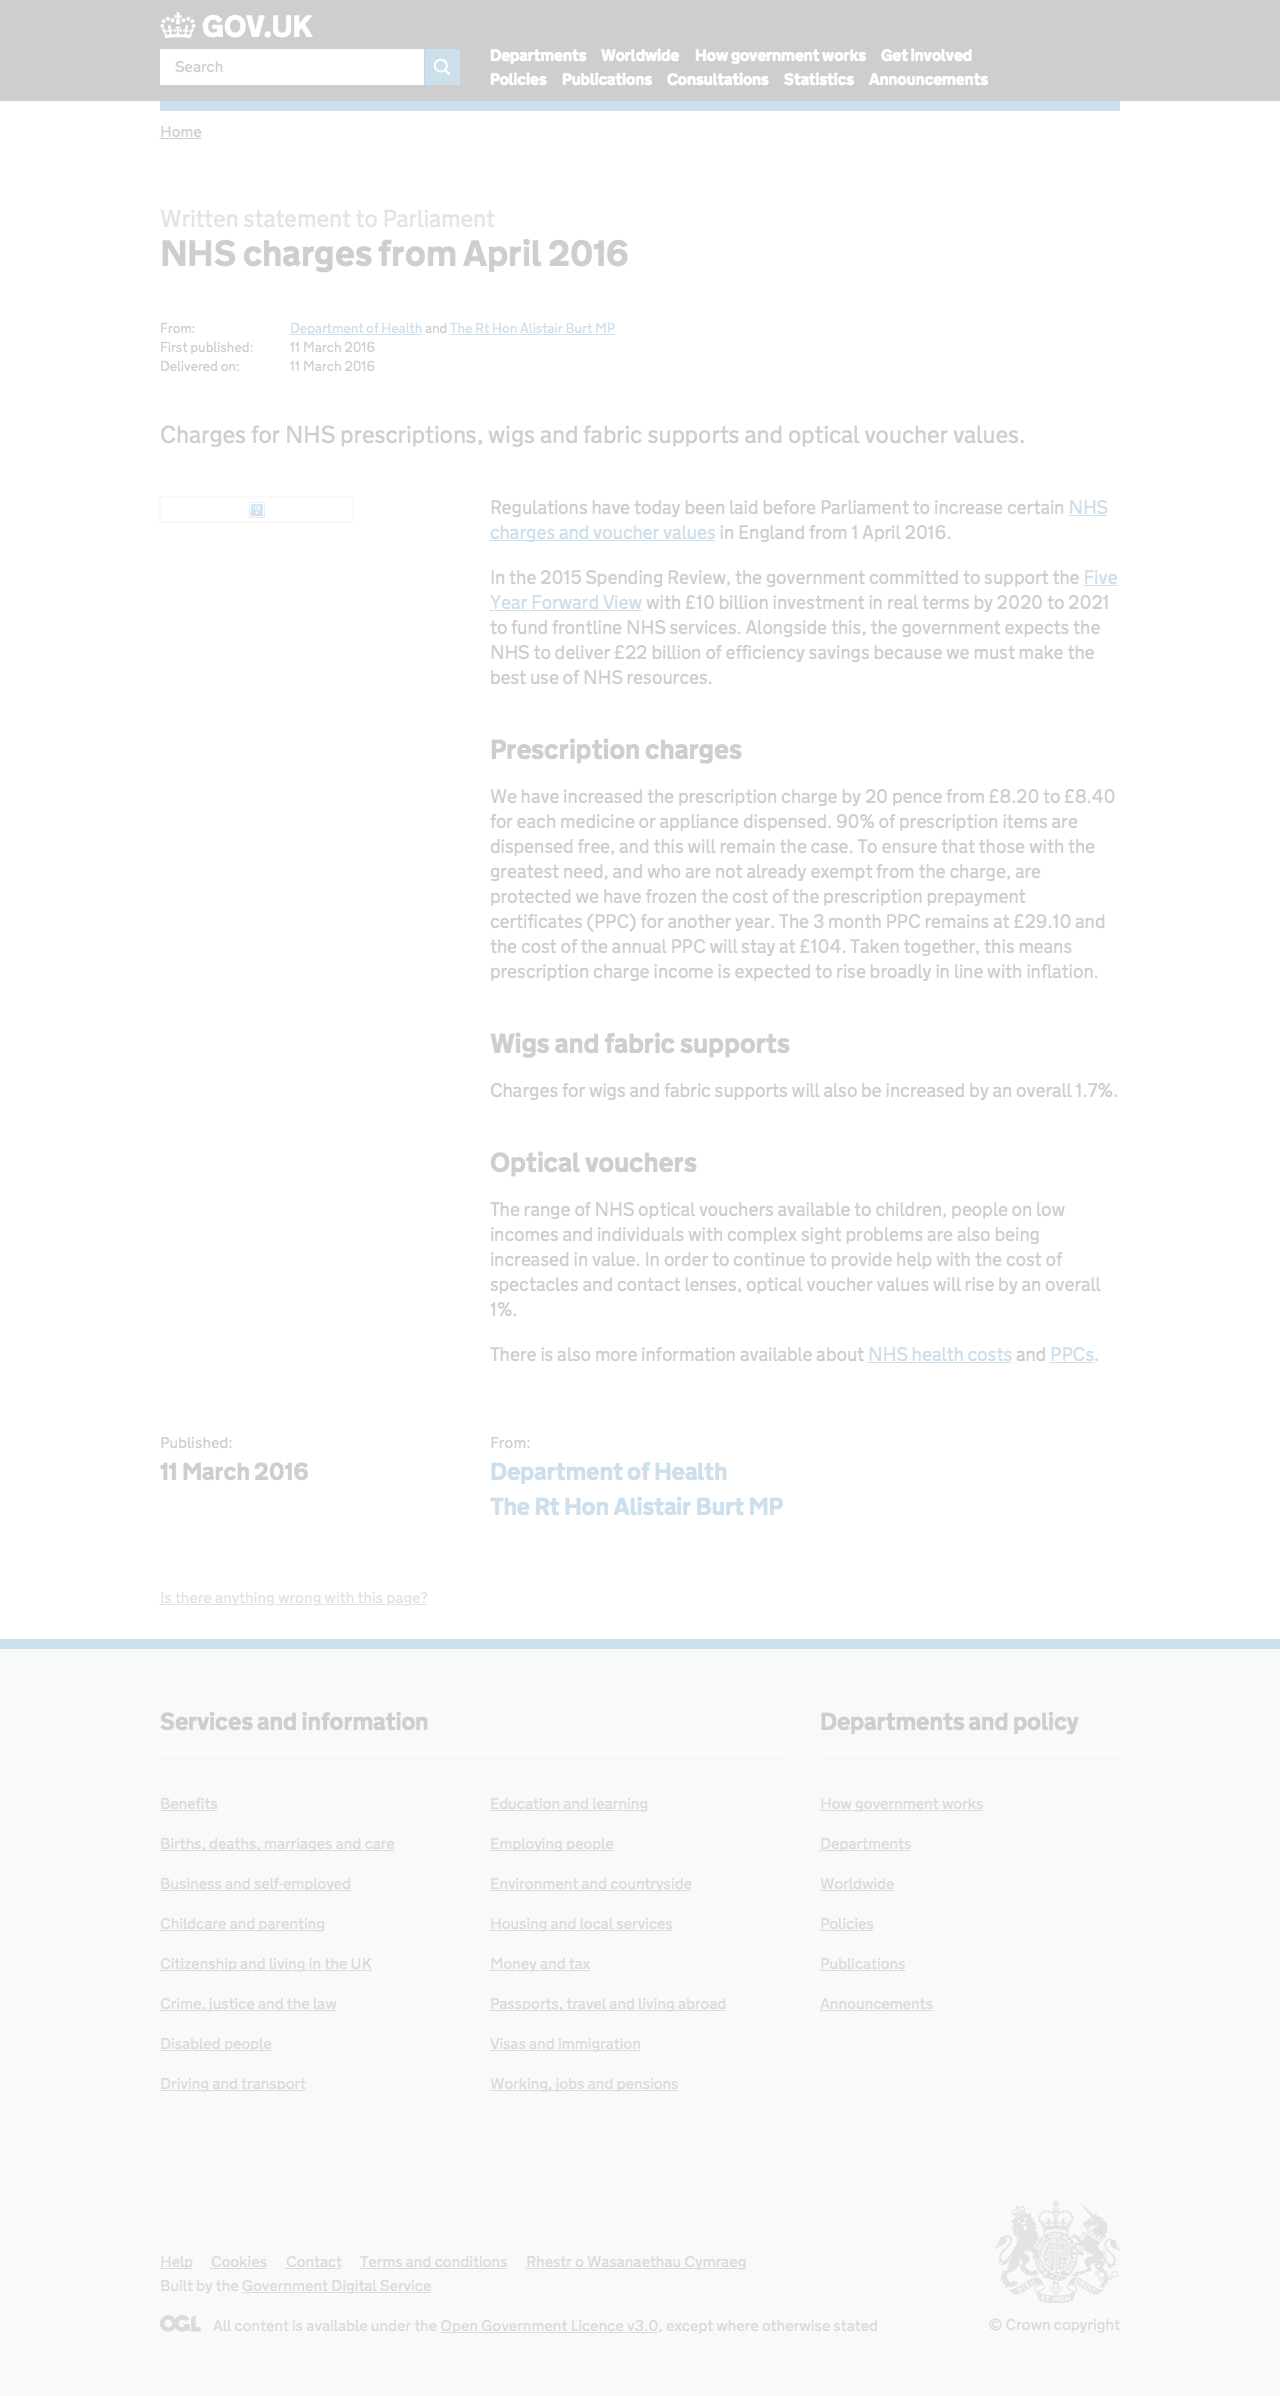 GOV.UK
Search
Departments Worldwide How government works Get involved
Policies Publications Consultations Statistics Announcements
Home
Written statement to Parliament
NHS charges from April 2016
From: Department of Health and The Rt Hon Alistair Burt MP
First published: 11 March 2016
Delivered on: 11 March 2016
Charges for NHS prescriptions, wigs and fabric supports and optical voucher values.
Regulations have today been laid before Parliament to increase certain NHS
charges and voucher values in England from 1 April 2016.
In the 2015 Spending Review, the government committed to support the Five
Year Forward View with £10 billion investment in real terms by 2020 to 2021
to fund frontline NHS services. Alongside this, the government expects the
NHS to deliver £22 billion of efficiency savings because we must make the
best use of NHS resources.
Prescription charges
We have increased the prescription charge by 20 pence from £8.20 to £8.40
for each medicine or appliance dispensed. 90% of prescription items are
dispensed free, and this will remain the case. To ensure that those with the
greatest need, and who are not already exempt from the charge, are
protected we have frozen the cost of the prescription prepayment
certificates (PPC) for another year. The 3 month PPC remains at £29.10 and
the cost of the annual PPC will stay at £104. Taken together, this means
prescription charge income is expected to rise broadly in line with inflation.
Wigs and fabric supports
Charges for wigs and fabric supports will also be increased by an overall 1.7%.
Optical vouchers
The range of NHS optical vouchers available to children, people on low
incomes and individuals with complex sight problems are also being
increased in value. In order to continue to provide help with the cost of
spectacles and contact lenses, optical voucher values will rise by an overall
1%.
There is also more information available about NHS health costs and PPCs.
Published:
11 March 2016
From:
Department of Health
The Rt Hon Alistair Burt MP
Is there anything wrong with this page?
Services and information
Benefits
Births, deaths, marriages and care
Business and self-employed
Childcare and parenting
Citizenship and living in the UK
Crime, justice and the law
Disabled people
Driving and transport
Education and learning
Employing people
Environment and countryside
Housing and local services
Money and tax
Passports, travel and living abroad
Visas and immigration
Working, jobs and pensions
Departments and policy
How government works
Departments
Worldwide
Policies
Publications
Announcements
Help Cookies Contact Terms and conditions Rhestr o Wasanaethau Cymraeg
Built by the Government Digital Service
OGL All content is available under the Open Government Licence v3.0, except where otherwise stated
© Crown copyright